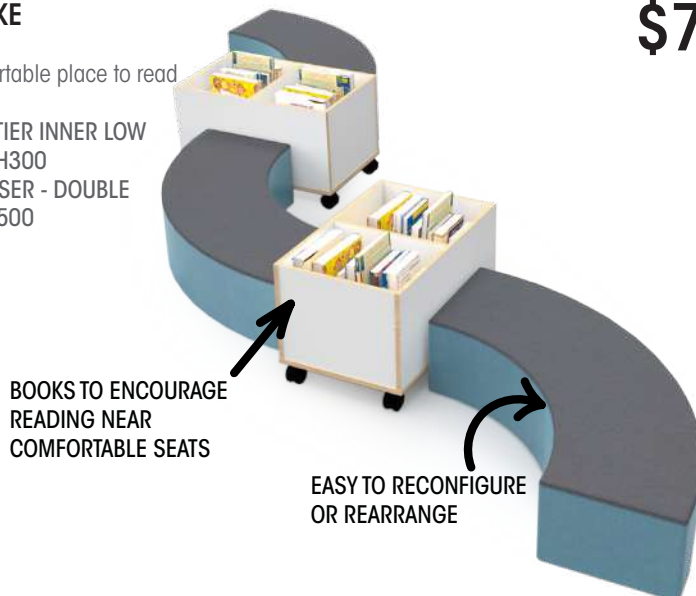 KE
$7
rtable place to read
TIER INNER LOW
H300
SER - DOUBLE
500
BOOKS TO ENCOURAGE
READING NEAR
COMFORTABLE SEATS
EASY TO RECONFIGURE
OR REARRANGE